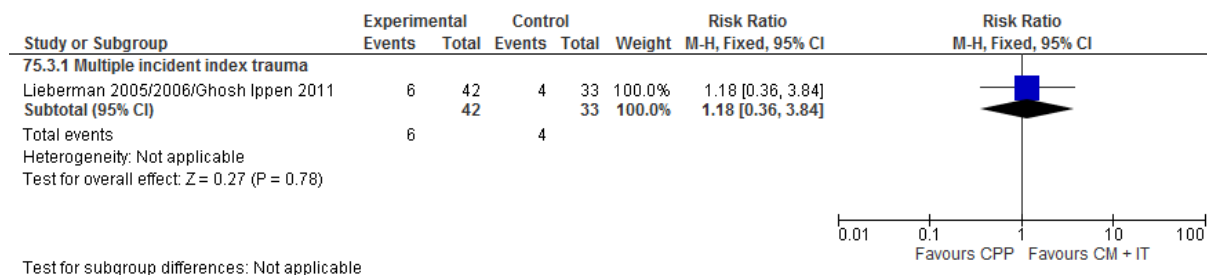 Experimental Control Risk Ratio Risk Ratio
Study or Subgroup Events Total Events Total Weight M-H, Fixed, 95% CI M-H, Fixed, 95% CI
75.3.1 Multiple incident index trauma
Lieberman 2005/2006/Ghosh Ippen 2011 6 42 4 33 100.0% 1.18 [0.36, 3.84]
Subtotal (95% CI) 42 33 100.0% 1.18 [0.36, 3.84]
Total events 6 4
Heterogeneity: Not applicable
Test for overall effect: Z = 0.27 (P = 0.78)
0.01 0.1 1 10 100
Favours CPP Favours CM + IT
Test for subgroup differences: Not applicable